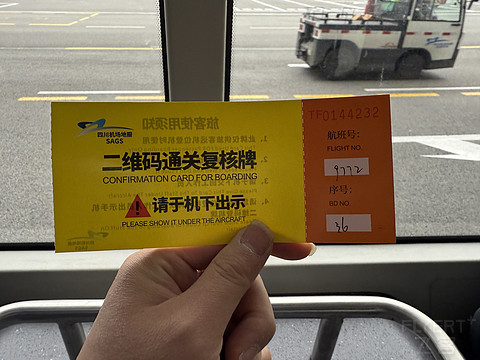 四川机场地服
SAGS
二维码通关复核牌
CONFIRMATION CARD FOR BOARDING
请于机下出示
PLEASE SHOW IT UNDER THE AIRCRAFT
TFD144232
航班号:
FLIGHT NO.
9772
序号:
BD NO.
36